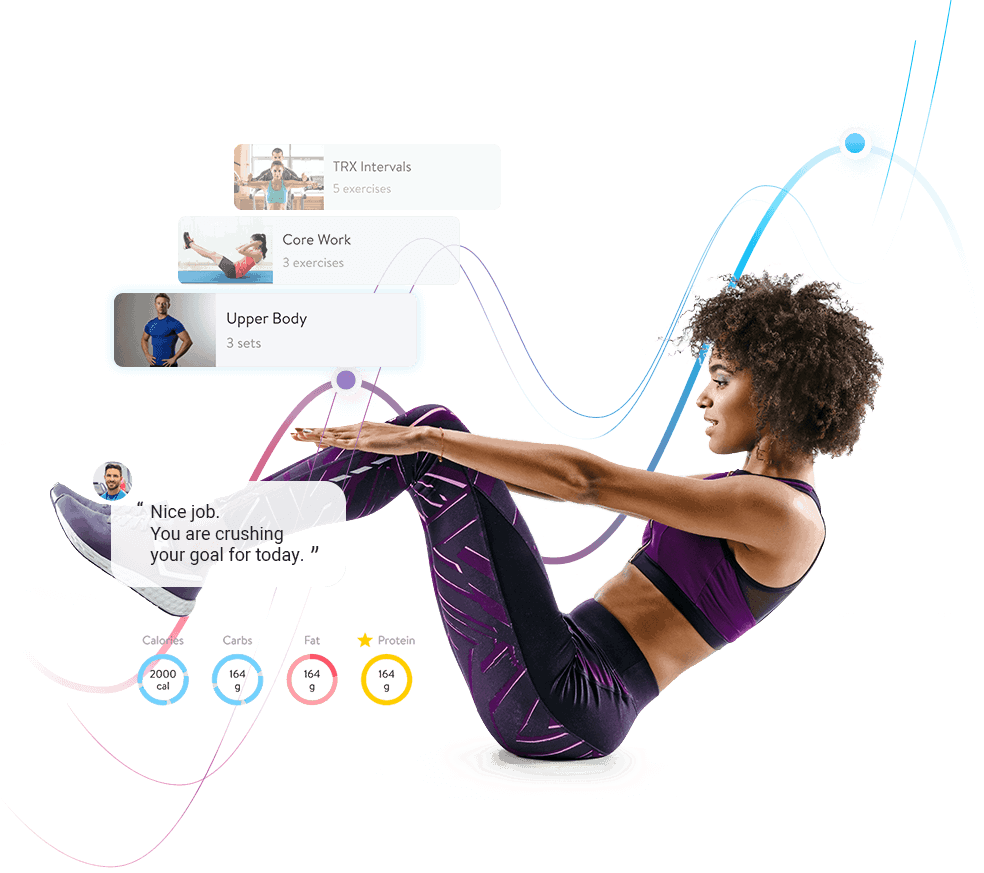 TRX Intervals
5 exercises
Core Work
3 exercises
Upper Body
3 sets
“ Nice job.
You are crushing
your goal for today. ”
Calories
Carbs
Fat
Protein
2000
cal
164
g
164
g
164
g